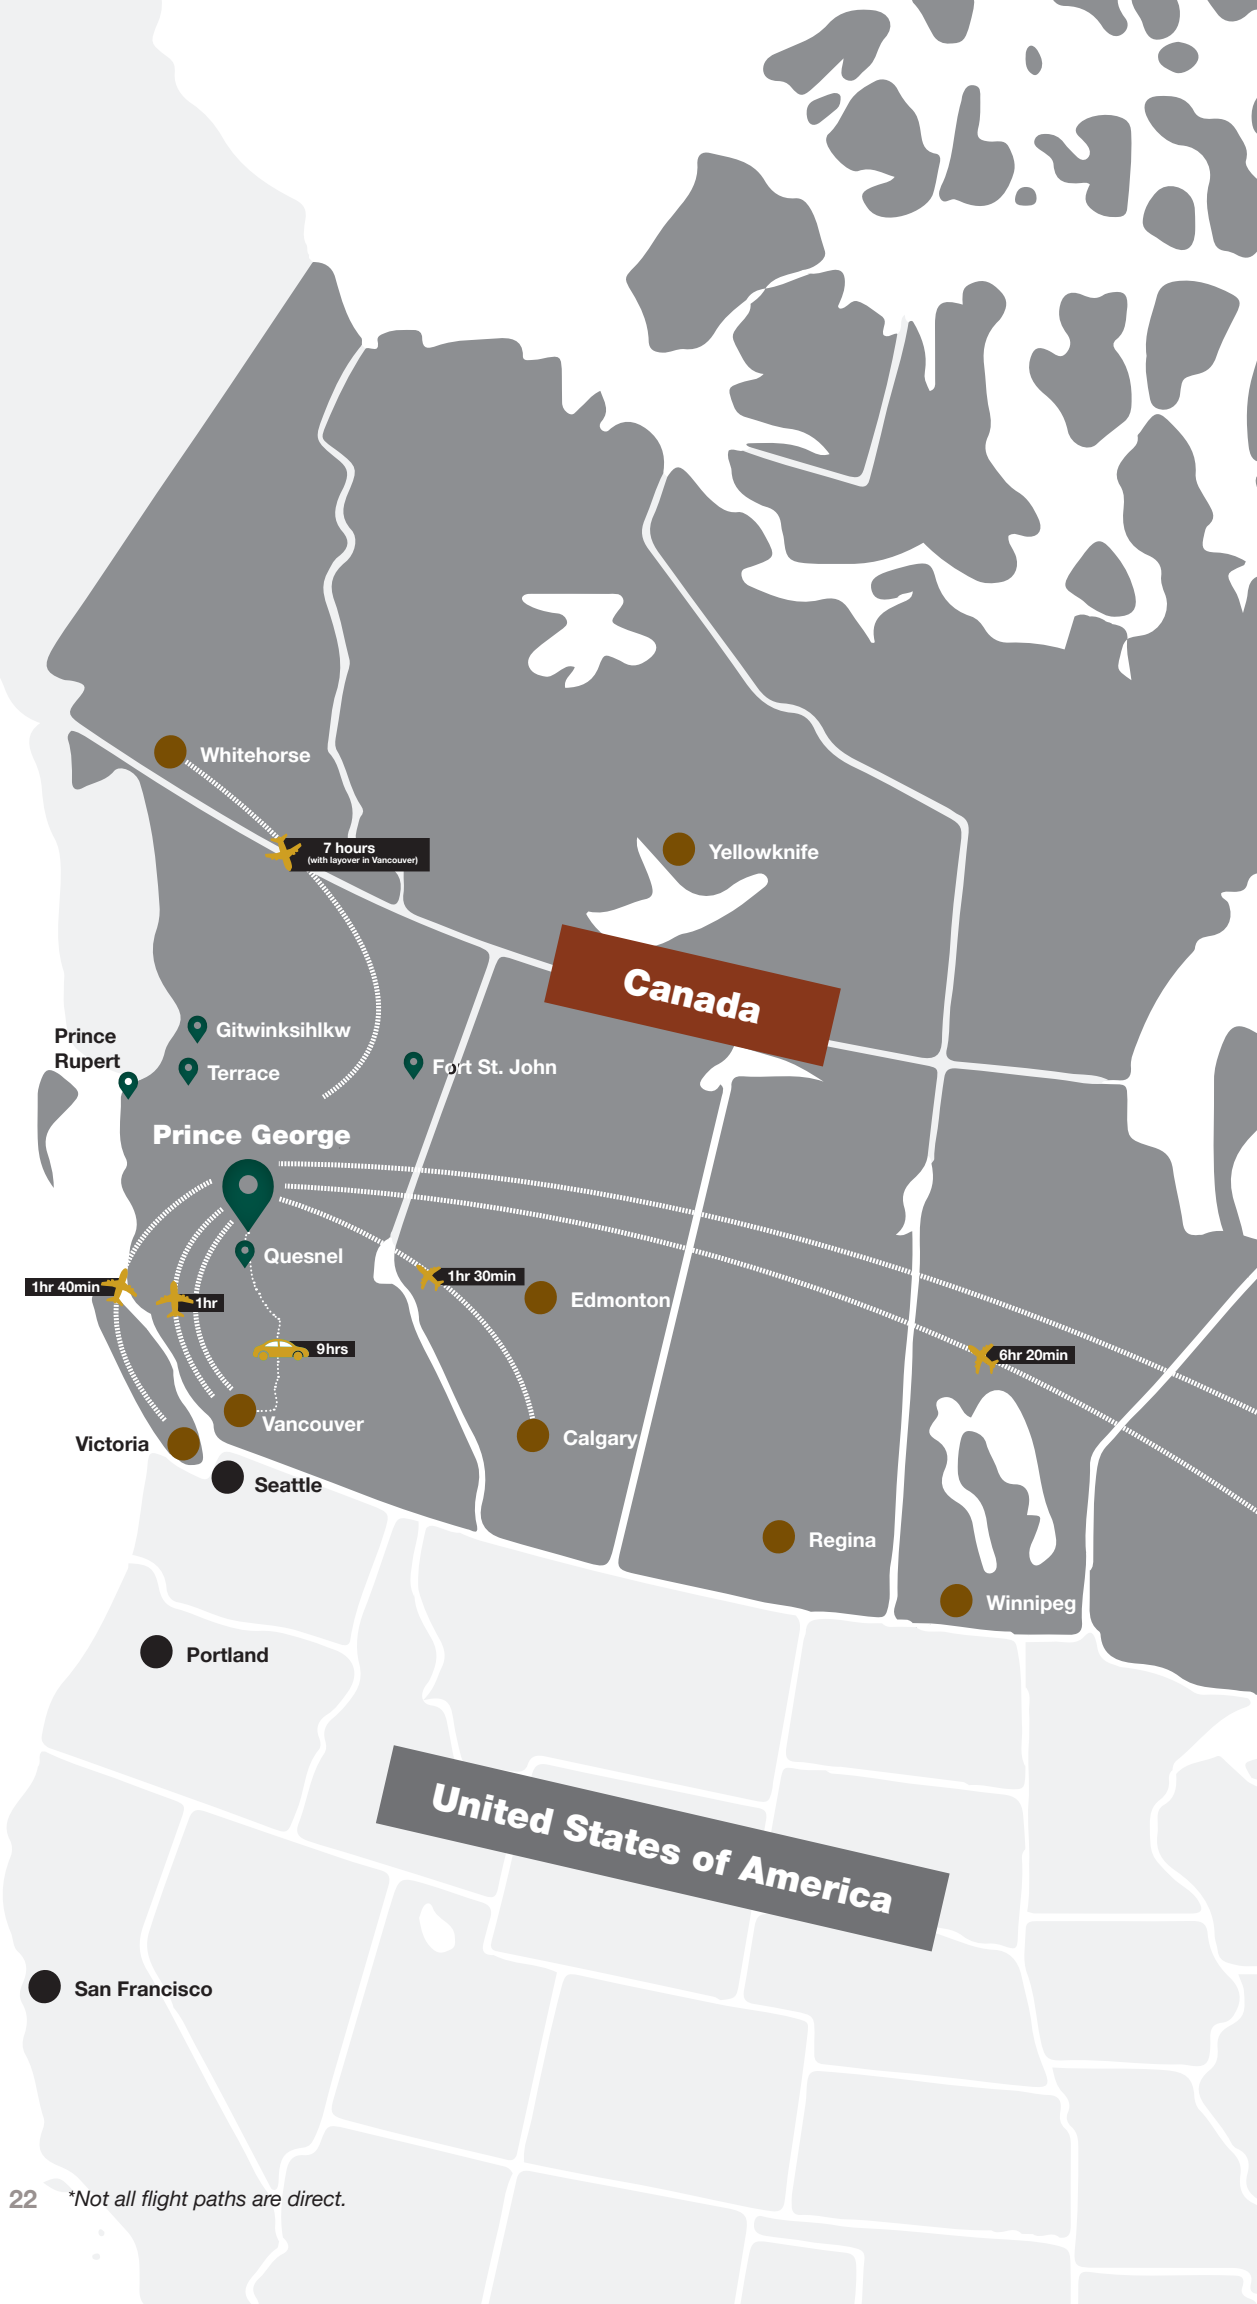 Whitehorse
7 hours
(with layover in Vancouver)
Yellowknife
Canada
Gitwinksihlkw
Prince
Rupert
Terrace
Fort St. John
Prince George
Quesnel
1hr 40min
1hr
1hr 30min
Edmonton
9hrs
6hr 20min
Vancouver
Victoria
Calgary
Seattle
Regina
Winnipeg
Portland
United States of America
San Francisco
22 *Not all flight paths are direct.